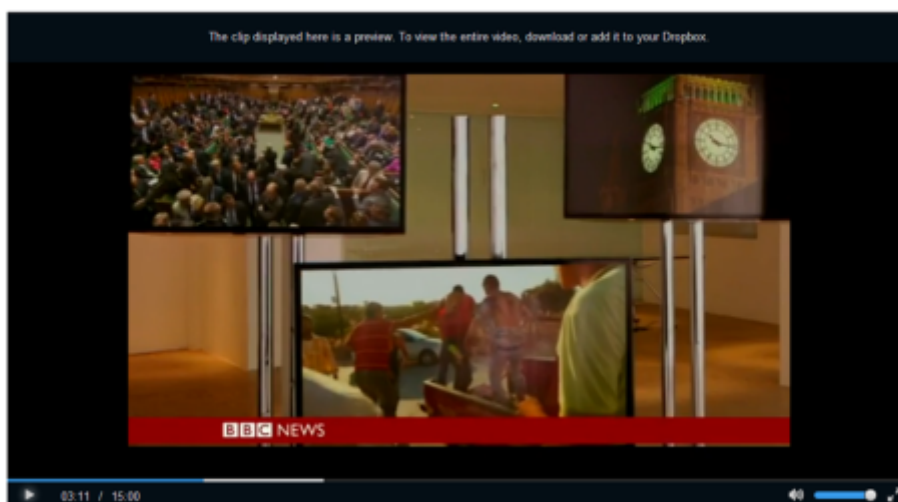 The clip displayed here is a preview. To view the entire video, download or add it to your Dropbox.
BBC NEWS
03:11 / 15:00